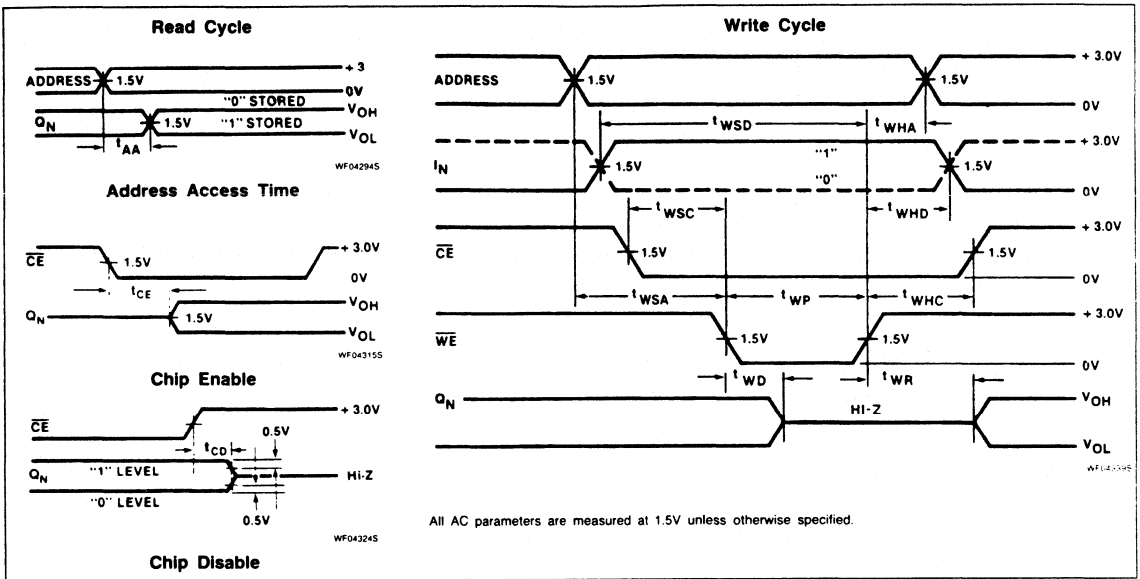 Read Cycle
ADDRESS
1.5V
+ 3
0V
"0" STORED
"1" STORED
QN
1.5V
VOH
VOL
tAA
WF04294S
Address Access Time
CE
1.5V
+ 3.0V
0V
tCE
QN
1.5V
VOH
VOL
WF04315S
Chip Enable
CE
+ 3.0V
0.5V
tCD
QN
"1" LEVEL
"0" LEVEL
Hi-Z
0.5V
WF04324S
Chip Disable
Write Cycle
ADDRESS
1.5V
1.5V
+ 3.0V
0V
tWSD
tWHA
IN
1.5V
"1"
"0"
1.5V
+ 3.0V
0V
tWSC
tWHD
CE
1.5V
1.5V
+ 3.0V
0V
tWSA
tWP
tWHC
WE
1.5V
1.5V
+ 3.0V
0V
tWD
tWR
QN
HI-Z
VOH
VOL
All AC parameters are measured at 1.5V unless otherwise specified.